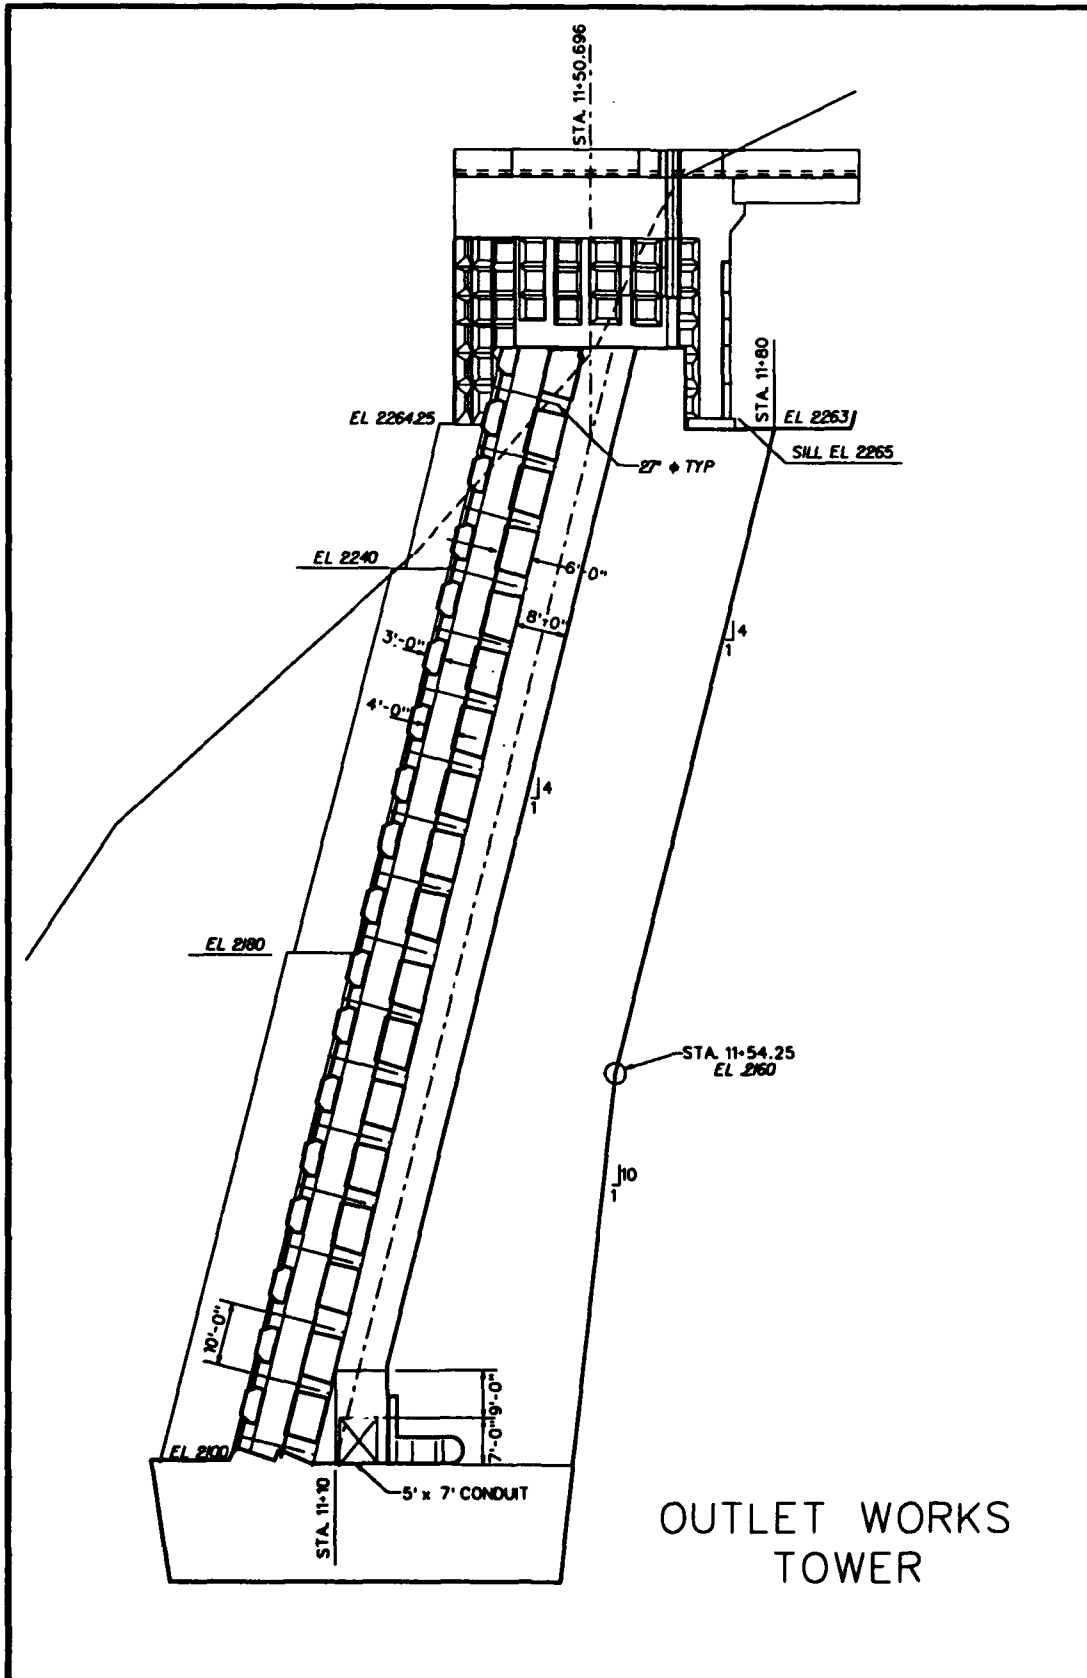 STA. 11+50.696
STA. 11+80
EL 2264.25
EL 2263
SILL EL 2265
27" ⌀ TYP
EL 2240
6'-0"
8'-0"
4
1
3'-0"
4'-0"
4
1
EL 2180
STA. 11+54.25
EL 2160
10
1
10'-0"
9'-0"
7'-0"
EL 2100
5' x 7' CONDUIT
STA. 11+10
OUTLET WORKS
TOWER